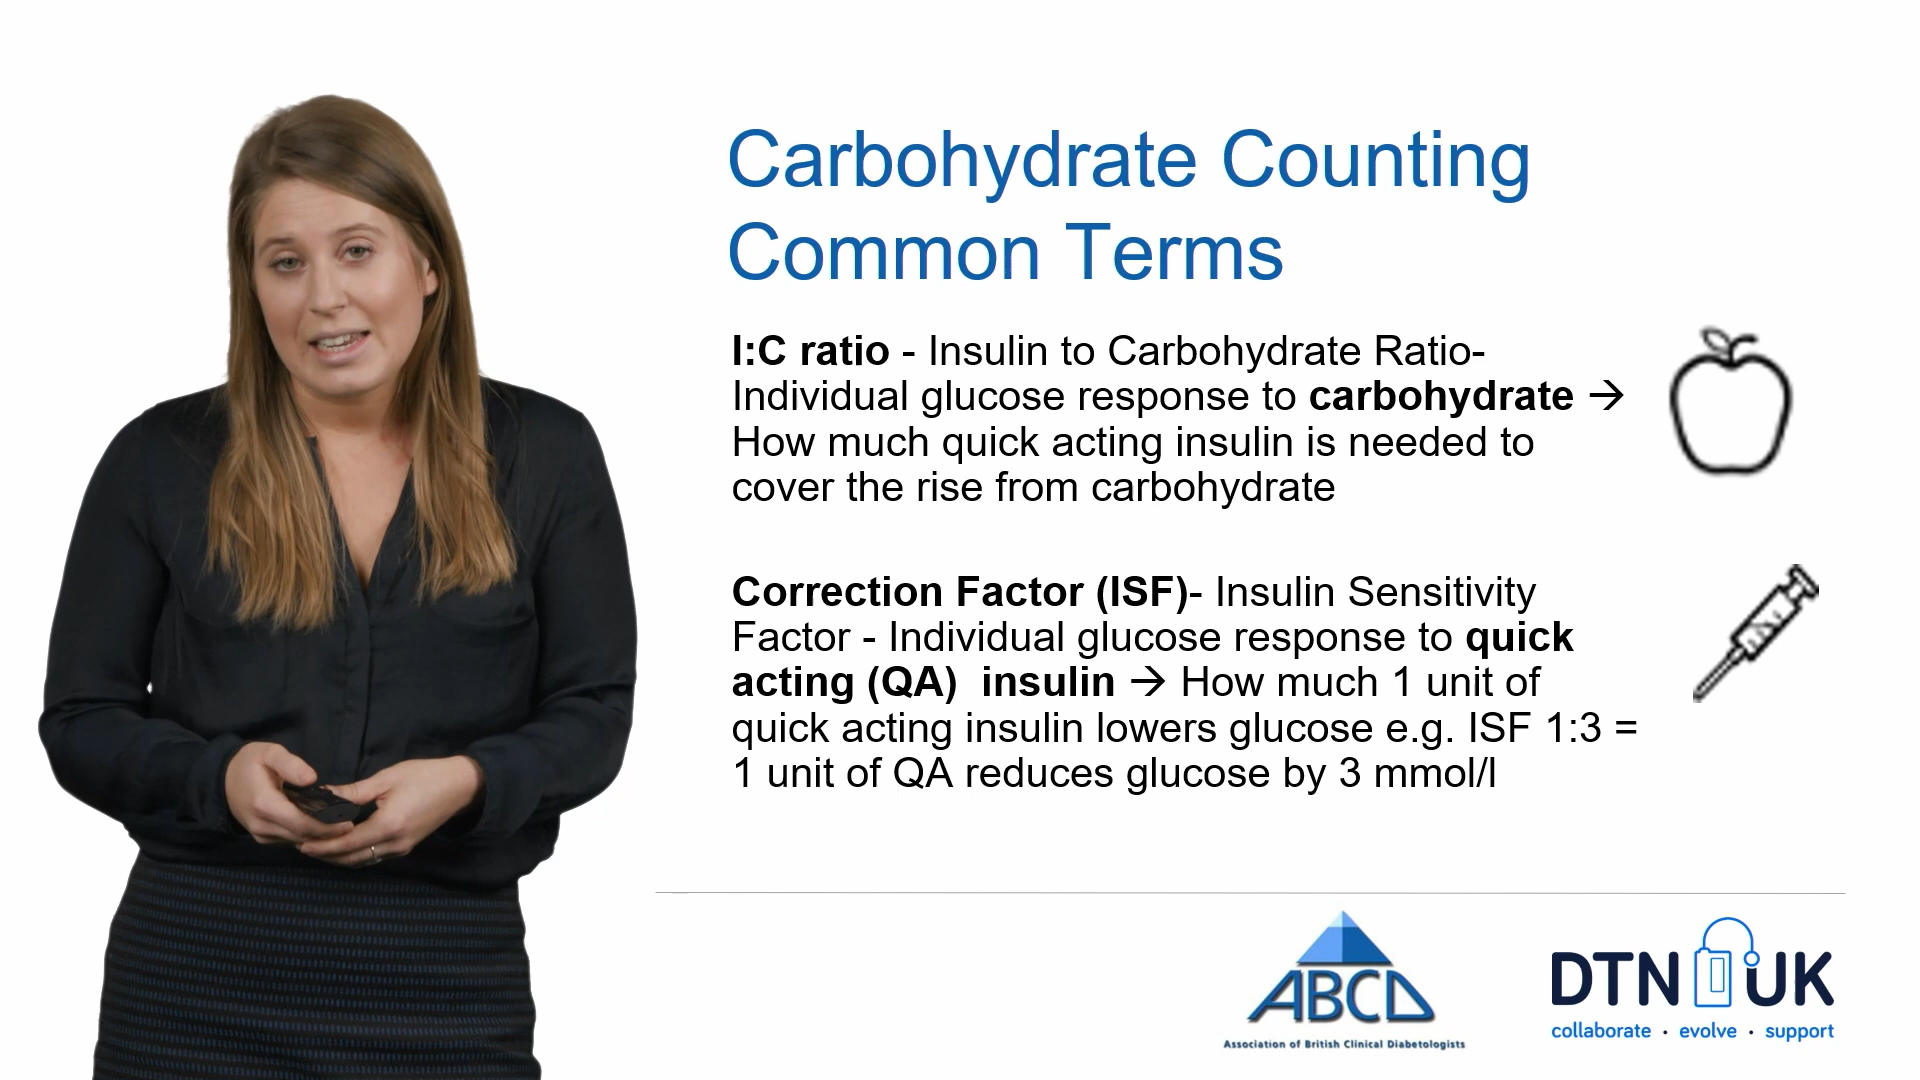 Carbohydrate Counting
Common Terms
I:C ratio - Insulin to Carbohydrate Ratio-
Individual glucose response to carbohydrate →
How much quick acting insulin is needed to
cover the rise from carbohydrate
Correction Factor (ISF)- Insulin Sensitivity
Factor - Individual glucose response to quick
acting (QA)  insulin → How much 1 unit of
quick acting insulin lowers glucose e.g. ISF 1:3 =
1 unit of QA reduces glucose by 3 mmol/l
ABCD
Association of British Clinical Diabetologists
DTN UK
collaborate · evolve · support